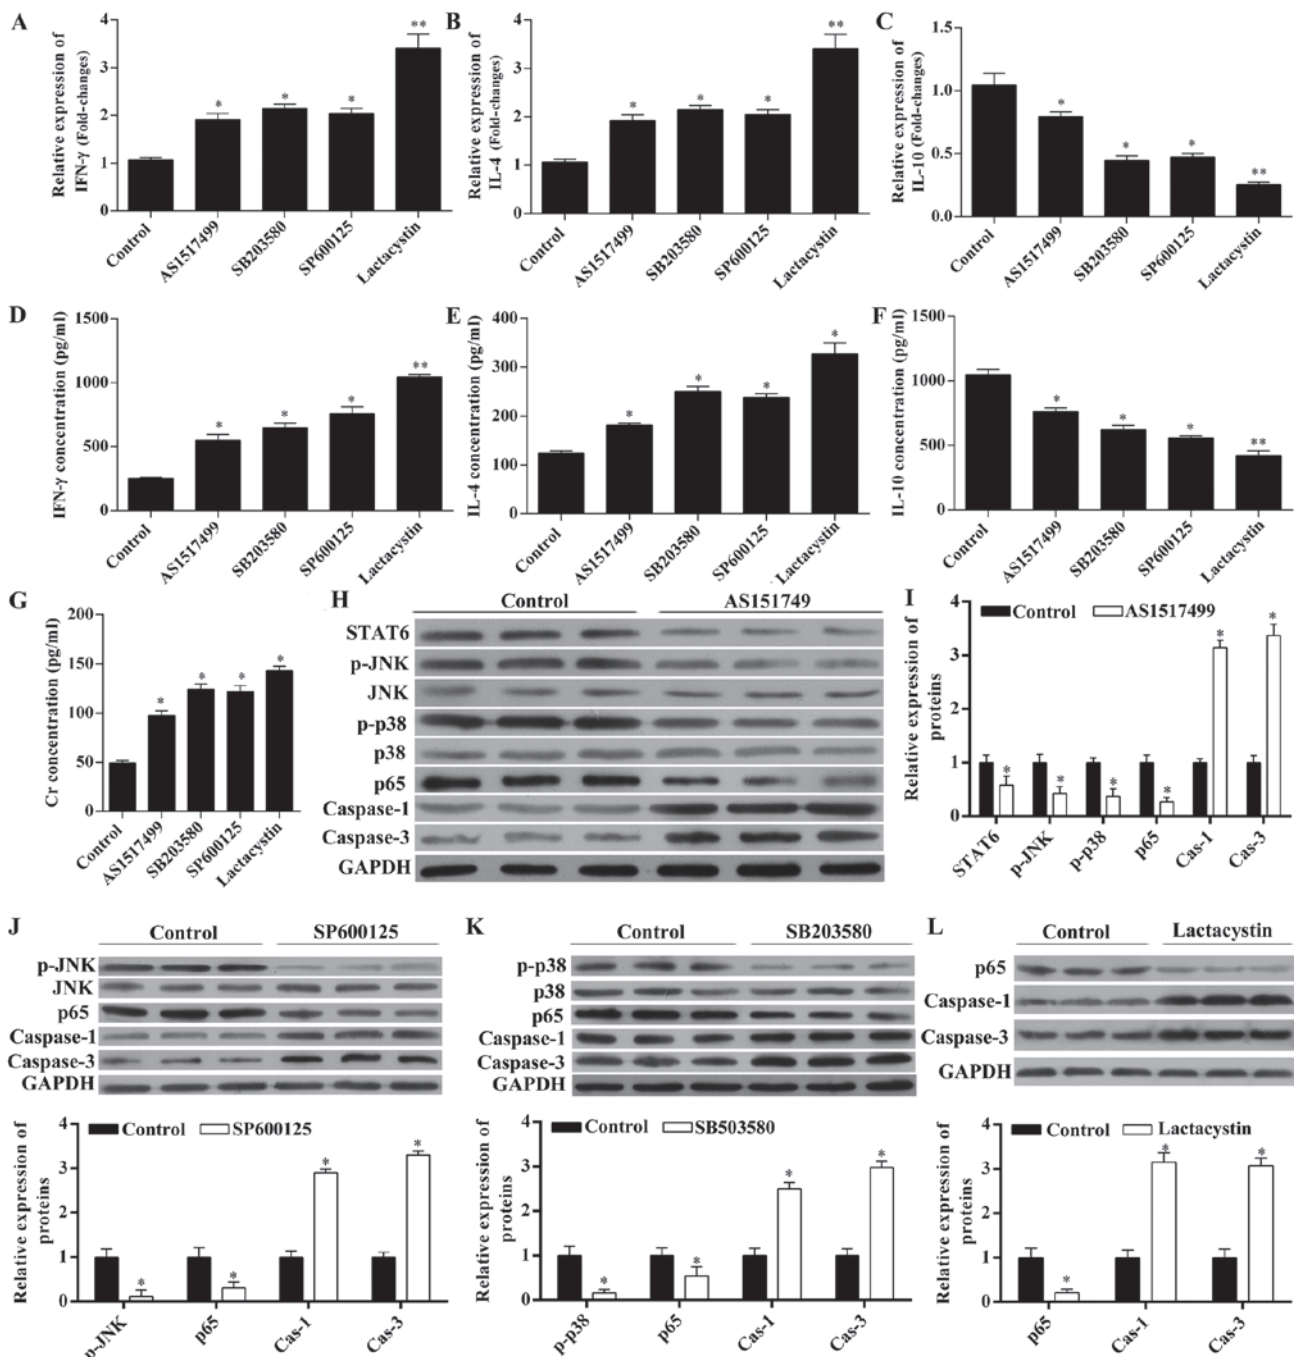 A
Relative expression of
IFN-γ (Fold-changes)
4
3
2
1
0
*
*
*
**
Control
AS1517499
SB203580
SP600125
Lactacystin
B
Relative expression of
IL-4 (Fold-changes)
4
3
2
1
0
*
*
*
**
Control
AS1517499
SB203580
SP600125
Lactacystin
C
Relative expression of
IL-10 (Fold-changes)
1.5
1.0
0.5
0.0
*
*
*
**
Control
AS1517499
SB203580
SP600125
Lactacystin
D
IFN-γ concentration (pg/ml)
1500
1000
500
0
*
*
*
**
Control
AS1517499
SB203580
SP600125
Lactacystin
E
IL-4 concentration (pg/ml)
400
300
200
100
0
*
*
*
*
Control
AS1517499
SB203580
SP600125
Lactacystin
F
IL-10 concentration (pg/ml)
1500
1000
500
0
*
*
*
**
Control
AS1517499
SB203580
SP600125
Lactacystin
G
Cr concentration (pg/ml)
200
150
100
50
0
*
*
*
*
Control
AS1517499
SB203580
SP600125
Lactacystin
H
Control AS151749
STAT6
p-JNK
JNK
p-p38
p38
p65
Caspase-1
Caspase-3
GAPDH
I
Control AS1517499
Relative expression of
proteins
4
3
2
1
0
*
*
*
*
*
*
STAT6
p-JNK
p-p38
p65
Cas-1
Cas-3
J
Control SP600125
p-JNK
JNK
p65
Caspase-1
Caspase-3
GAPDH
Control SP600125
Relative expression of
proteins
4
3
2
1
0
*
*
*
*
p-JNK
p65
Cas-1
Cas-3
K
Control SB203580
p-p38
p38
p65
Caspase-1
Caspase-3
GAPDH
Control SB503580
Relative expression of
proteins
4
3
2
1
0
*
*
*
*
p-p38
p65
Cas-1
Cas-3
L
Control Lactacystin
p65
Caspase-1
Caspase-3
GAPDH
Control Lactacystin
Relative expression of
proteins
4
3
2
1
0
*
*
*
p65
Cas-1
Cas-3